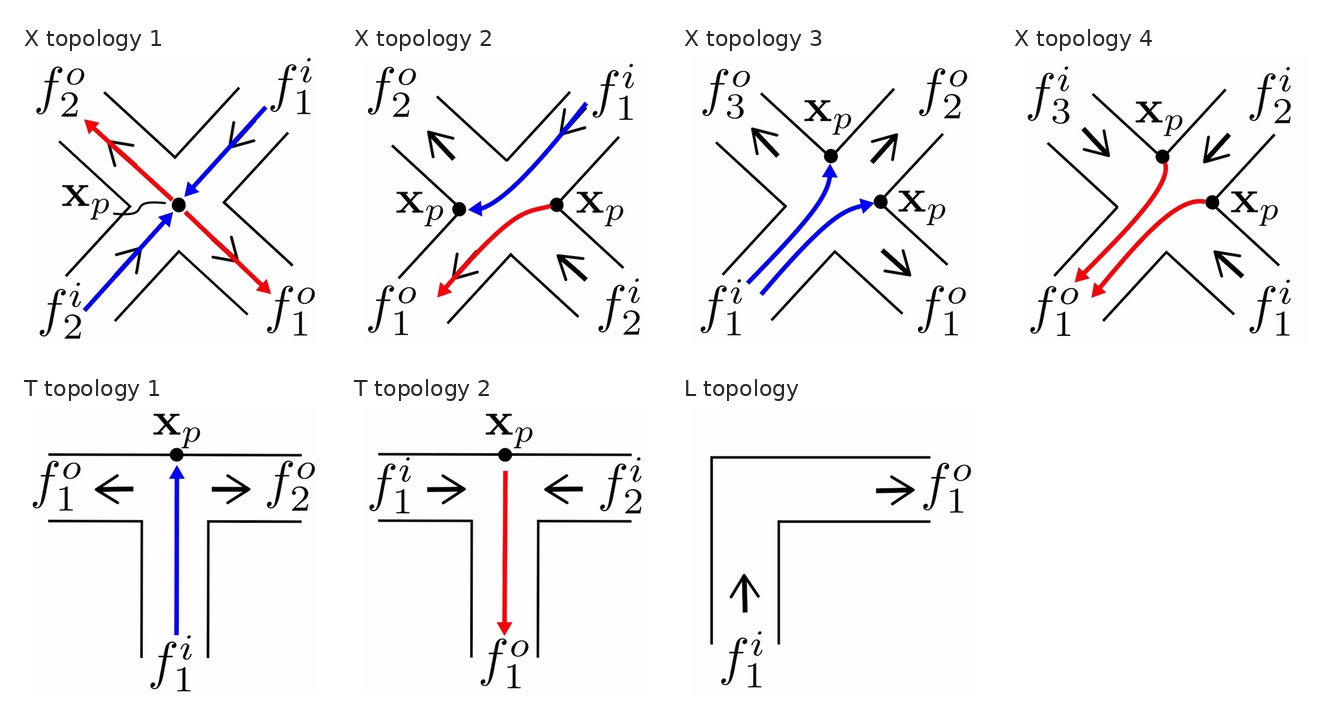 X topology 1
X topology 2
X topology 3
X topology 4
f_2^o f_1^i
x_p
f_2^i f_1^o
f_2^o f_1^i
x_p x_p
f_1^o f_2^i
f_3^o x_p f_2^o
x_p
f_1^i f_1^o
f_3^i x_p f_2^i
x_p
f_1^o f_1^i
T topology 1
T topology 2
L topology
x_p
f_1^o f_2^o
f_1^i
x_p
f_1^i f_2^i
f_1^o
f_1^o
f_1^i